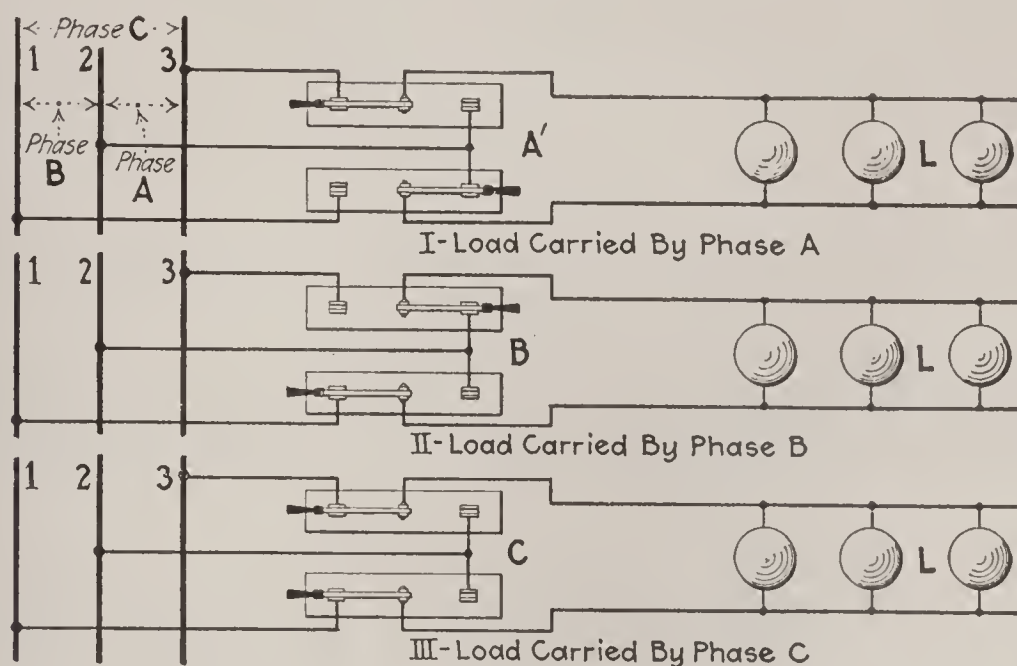 Phase C
1 2 3
Phase B
Phase A
A'
L
I-Load Carried By Phase A
1 2 3
B
L
II-Load Carried By Phase B
1 2 3
C
L
III-Load Carried By Phase C